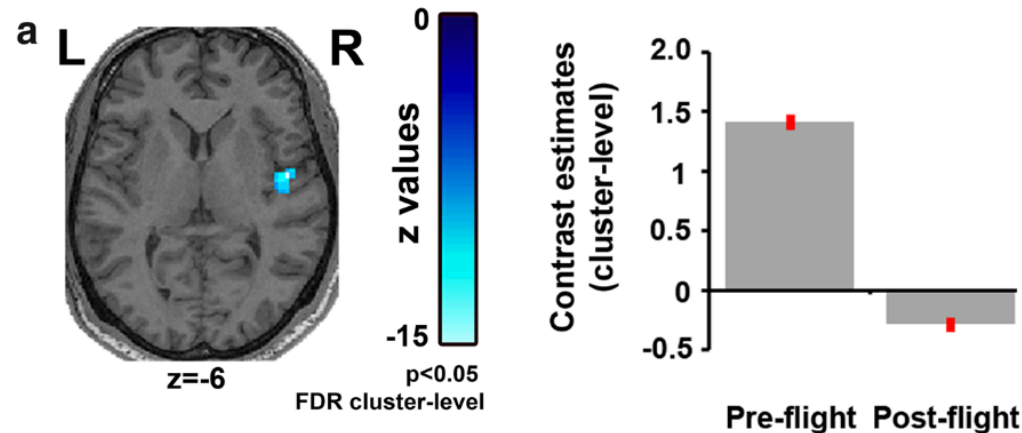 a L R
0
z values
-15
z=-6
p<0.05
FDR cluster-level
Contrast estimates
(cluster-level)
2.0
1.5
1
0.5
0
-0.5
Pre-flight Post-flight